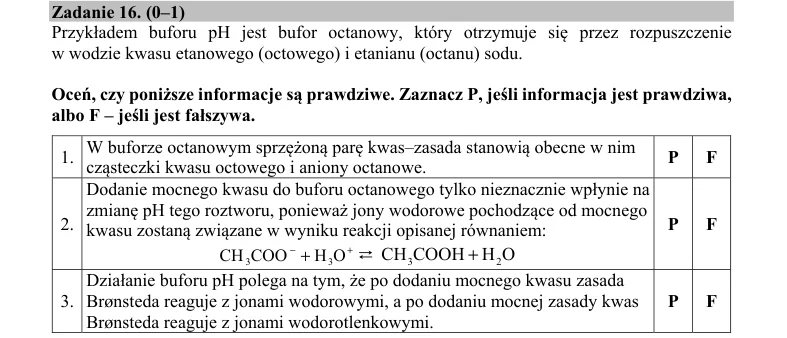 Zadanie 16. (0–1)
Przykładem buforu pH jest bufor octanowy, który otrzymuje się przez rozpuszczenie
w wodzie kwasu etanowego (octowego) i etanianu (octanu) sodu.
Oceń, czy poniższe informacje są prawdziwe. Zaznacz P, jeśli informacja jest prawdziwa,
albo F – jeśli jest fałszywa.
1. W buforze octanowym sprzężoną parę kwas–zasada stanowią obecne w nim P F
cząsteczki kwasu octowego i aniony octanowe.
2. Dodanie mocnego kwasu do buforu octanowego tylko nieznacznie wpłynie na P F
zmianę pH tego roztworu, ponieważ jony wodorowe pochodzące od mocnego
kwasu zostaną związane w wyniku reakcji opisanej równaniem:
CH₃COO⁻ + H₃O⁺ ⇄ CH₃COOH + H₂O
3. Działanie buforu pH polega na tym, że po dodaniu mocnego kwasu zasada P F
Brønsteda reaguje z jonami wodorowymi, a po dodaniu mocnej zasady kwas
Brønsteda reaguje z jonami wodorotlenkowymi.